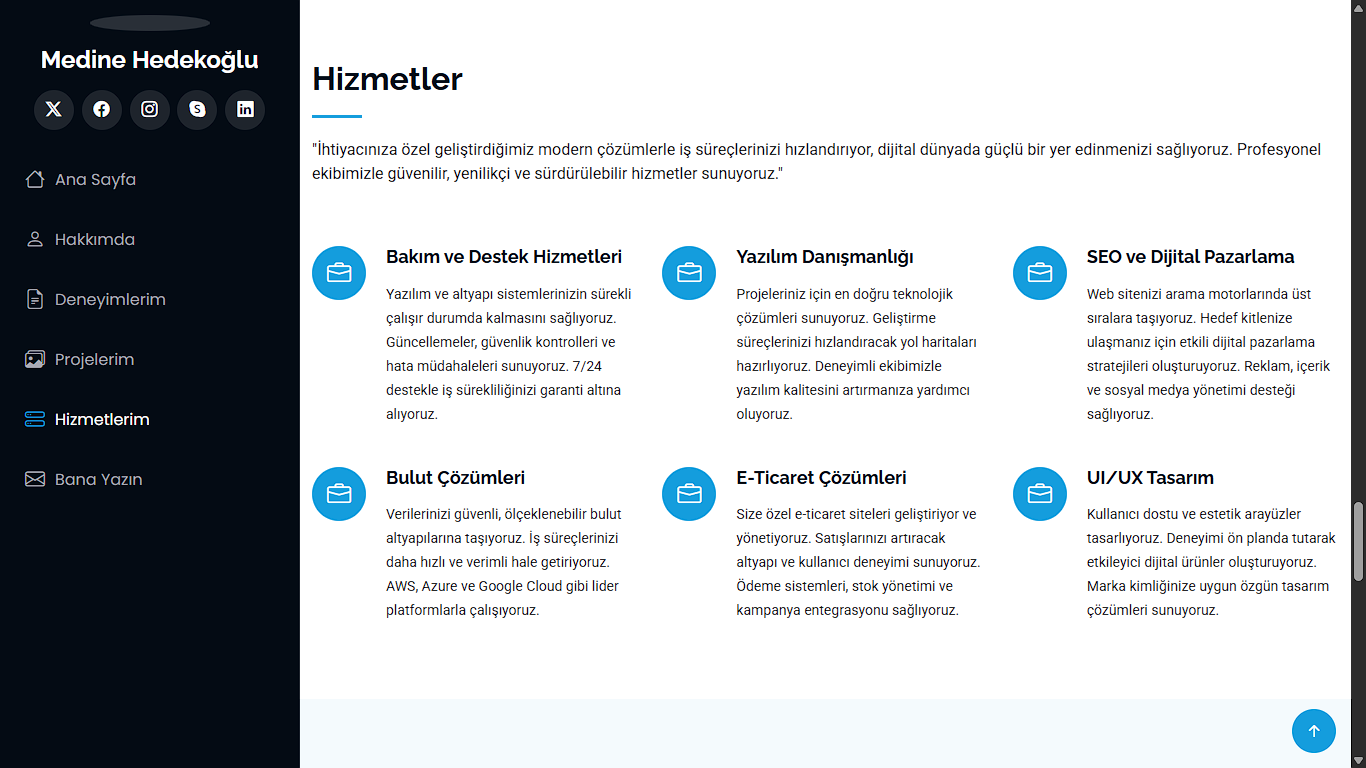 Medine Hedekoğlu
Ana Sayfa
Hakkımda
Deneyimlerim
Projelerim
Hizmetlerim
Bana Yazın
Hizmetler
"İhtiyacınıza özel geliştirdiğimiz modern çözümlerle iş süreçlerinizi hızlandırıyor, dijital dünyada güçlü bir yer edinmenizi sağlıyoruz. Profesyonel
ekibimizle güvenilir, yenilikçi ve sürdürülebilir hizmetler sunuyoruz."
Bakım ve Destek Hizmetleri
Yazılım ve altyapı sistemlerinizin sürekli
çalışır durumda kalmasını sağlıyoruz.
Güncellemeler, güvenlik kontrolleri ve
hata müdahaleleri sunuyoruz. 7/24
destekle iş sürekliliğinizi garanti altına
alıyoruz.
Yazılım Danışmanlığı
Projeleriniz için en doğru teknolojik
çözümleri sunuyoruz. Geliştirme
süreçlerinizi hızlandıracak yol haritaları
hazırlıyoruz. Deneyimli ekibimizle
yazılım kalitesini artırmanıza yardımcı
oluyoruz.
SEO ve Dijital Pazarlama
Web sitenizi arama motorlarında üst
sıralara taşıyoruz. Hedef kitlenize
ulaşmanız için etkili dijital pazarlama
stratejileri oluşturuyoruz. Reklam, içerik
ve sosyal medya yönetimi desteği
sağlıyoruz.
Bulut Çözümleri
Verilerinizi güvenli, ölçeklenebilir bulut
altyapılarına taşıyoruz. İş süreçlerinizi
daha hızlı ve verimli hale getiriyoruz.
AWS, Azure ve Google Cloud gibi lider
platformlarla çalışıyoruz.
E-Ticaret Çözümleri
Size özel e-ticaret siteleri geliştiriyor ve
yönetiyoruz. Satışlarınızı artıracak
altyapı ve kullanıcı deneyimi sunuyoruz.
Ödeme sistemleri, stok yönetimi ve
kampanya entegrasyonu sağlıyoruz.
UI/UX Tasarım
Kullanıcı dostu ve estetik arayüzler
tasarlıyoruz. Deneyimi ön planda tutarak
etkileyici dijital ürünler oluşturuyoruz.
Marka kimliğinize uygun özgün tasarım
çözümleri sunuyoruz.